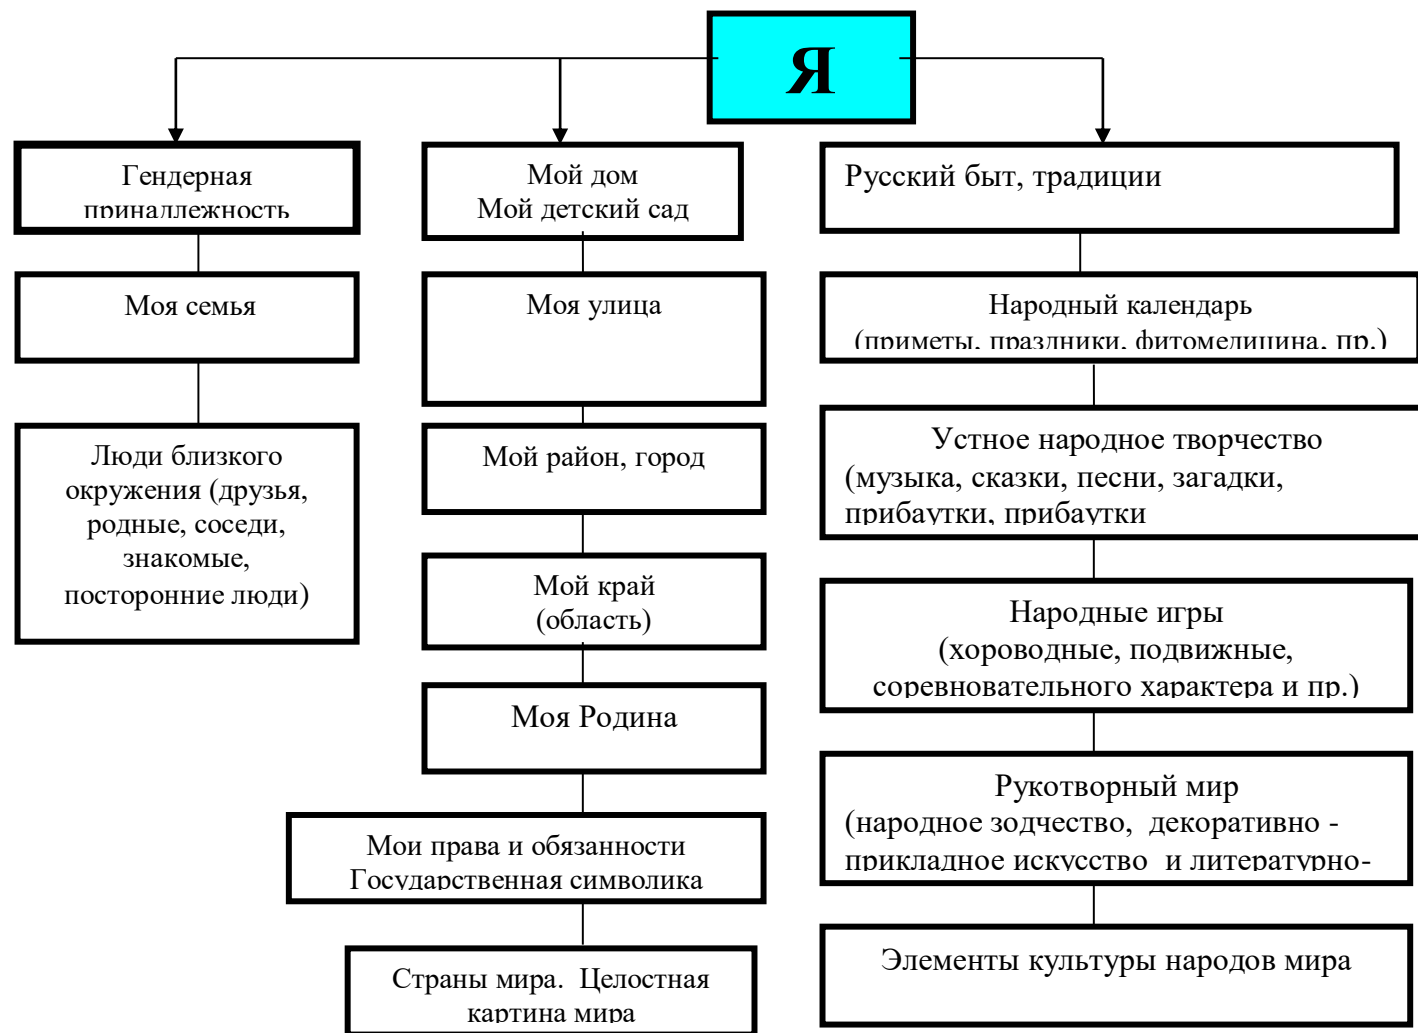 Я
Гендерная
принадлежность
Моя семья
Люди близкого
окружения (друзья,
родные, соседи,
знакомые,
посторонние люди)
Мой дом
Мой детский сад
Моя улица
Мой район, город
Мой край
(область)
Моя Родина
Мои права и обязанности
Государственная символика
Страны мира. Целостная
картина мира
Русский быт, традиции
Народный календарь
(приметы, праздники, фитомедицина, пр.)
Устное народное творчество
(музыка, сказки, песни, загадки,
прибаутки, прибаутки
Народные игры
(хороводные, подвижные,
соревновательного характера и пр.)
Рукотворный мир
(народное зодчество, декоративно -
прикладное искусство и литературно-
Элементы культуры народов мира